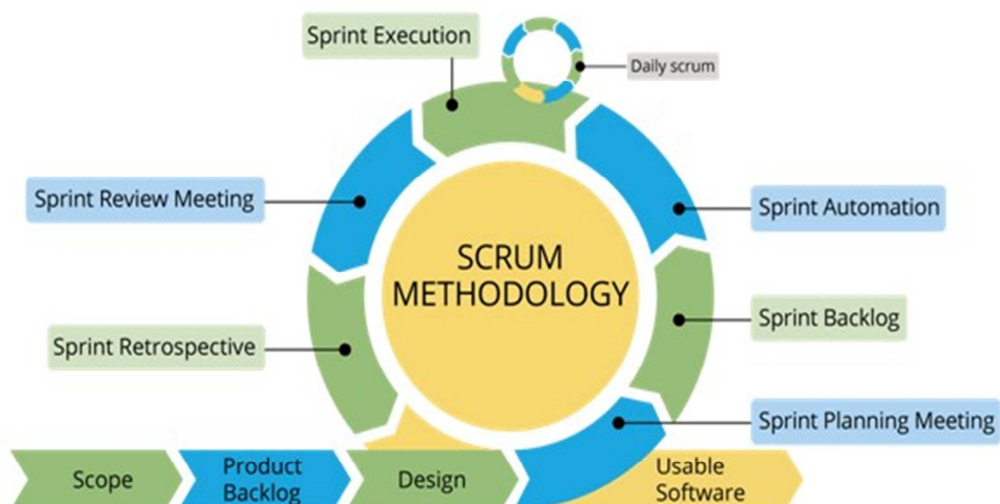 Sprint Execution
Daily scrum
Sprint Review Meeting
Sprint Automation
SCRUM
METHODOLOGY
Sprint Backlog
Sprint Retrospective
Sprint Planning Meeting
Scope
Product
Backlog
Design
Usable
Software